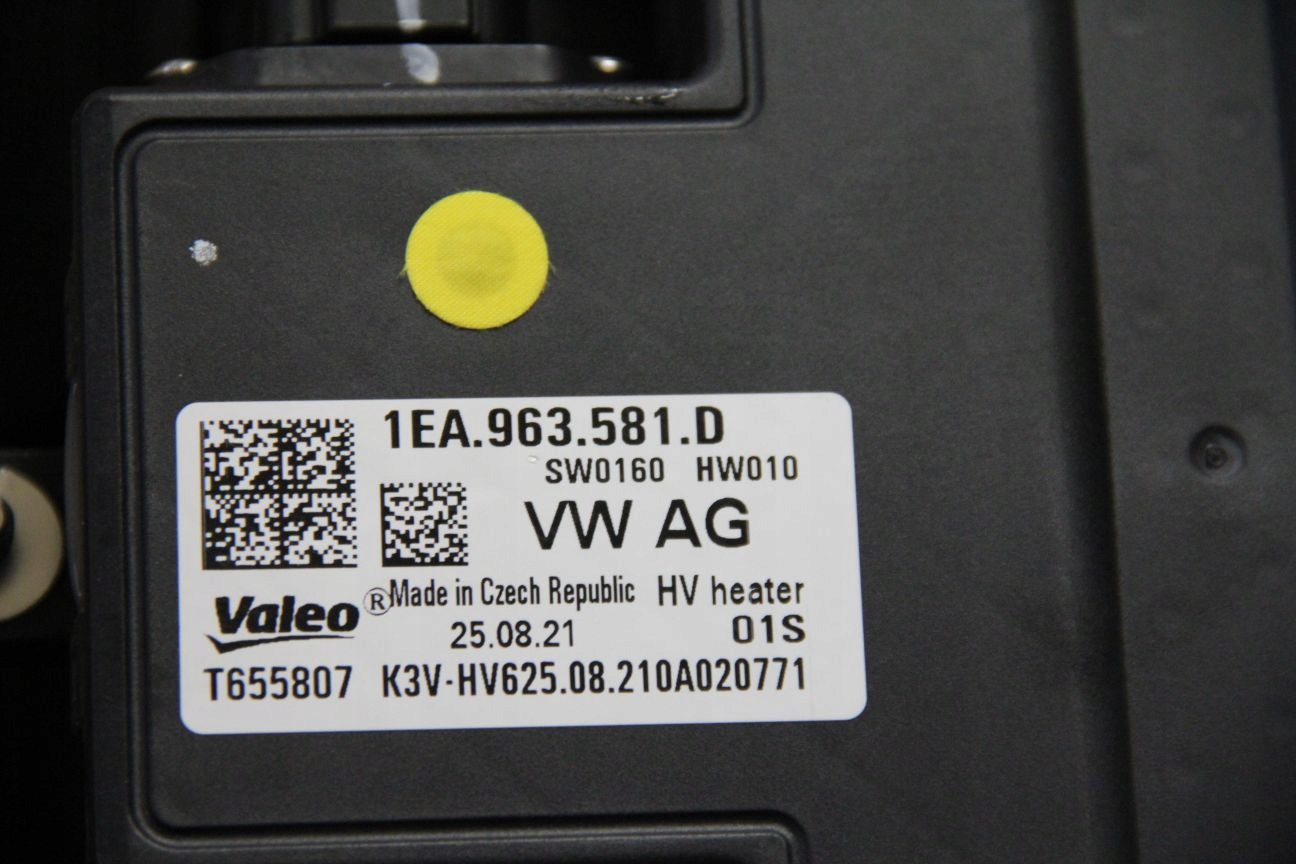 1EA.963.581.D
SW0160 HW010
VW AG
Valeo® Made in Czech Republic HV heater
25.08.21 01S
T655807 K3V-HV625.08.210A020771